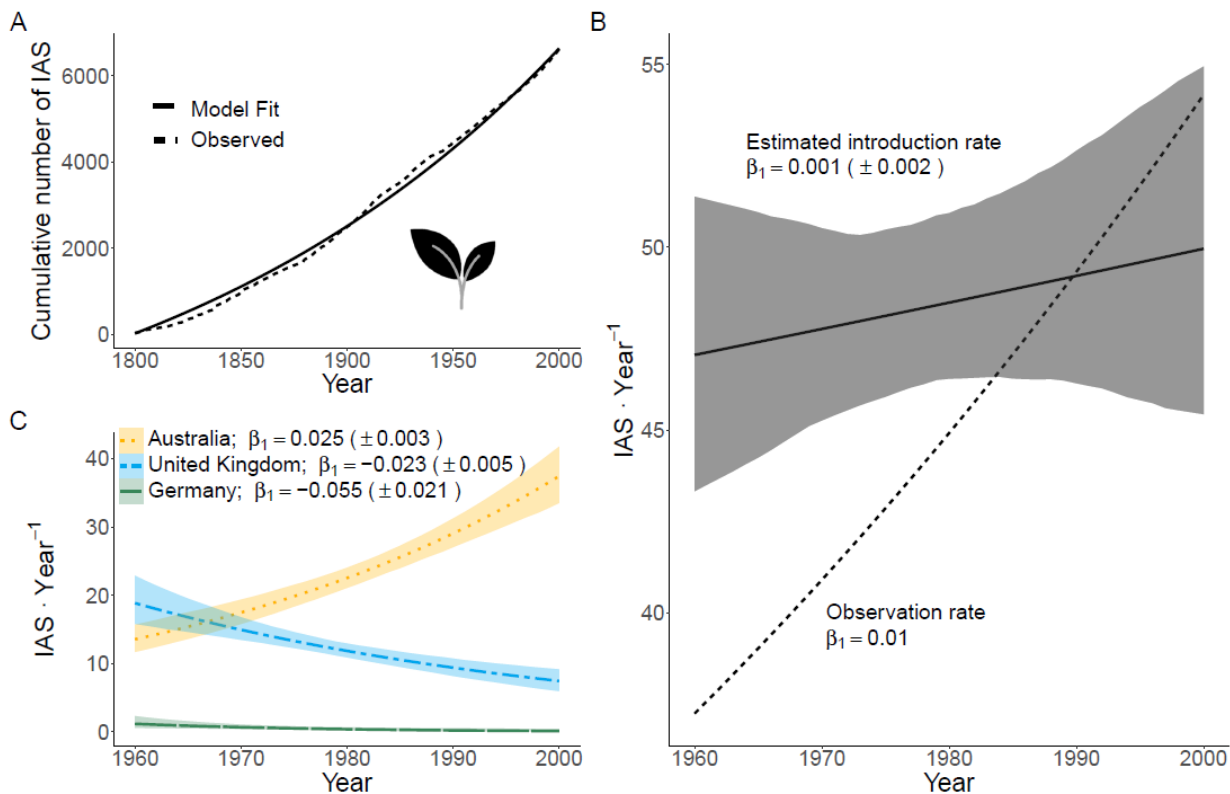 A
Cumulative number of IAS
6000
4000
2000
0
Model Fit
Observed
1800
1850
1900
1950
2000
Year
B
IAS · Year⁻¹
55
50
45
40
Estimated introduction rate
β₁ = 0.001 ( ± 0.002 )
Observation rate
β₁ = 0.01
1960
1970
1980
1990
2000
Year
C
IAS · Year⁻¹
40
30
20
10
0
Australia; β₁ = 0.025 ( ± 0.003 )
United Kingdom; β₁ = −0.023 ( ± 0.005 )
Germany; β₁ = −0.055 ( ± 0.021 )
1960
1970
1980
1990
2000
Year